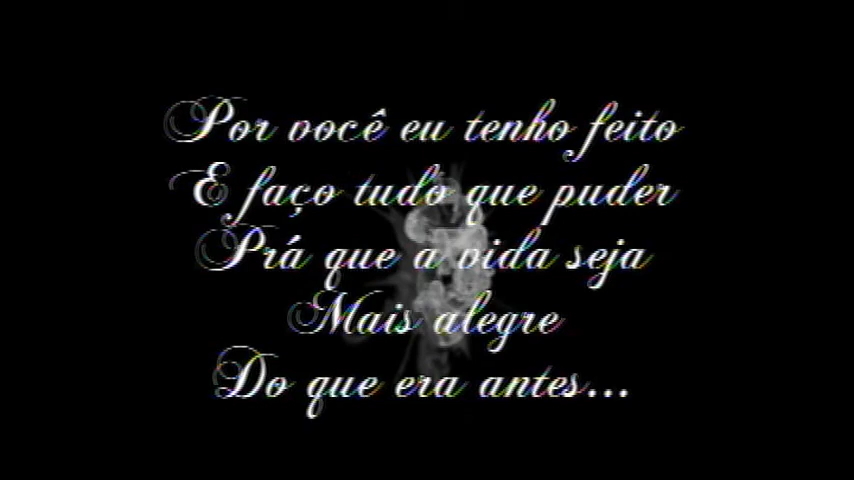 Por você eu tenho feito
E faço tudo que puder
Prá que a vida seja
Mais alegre
Do que era antes...